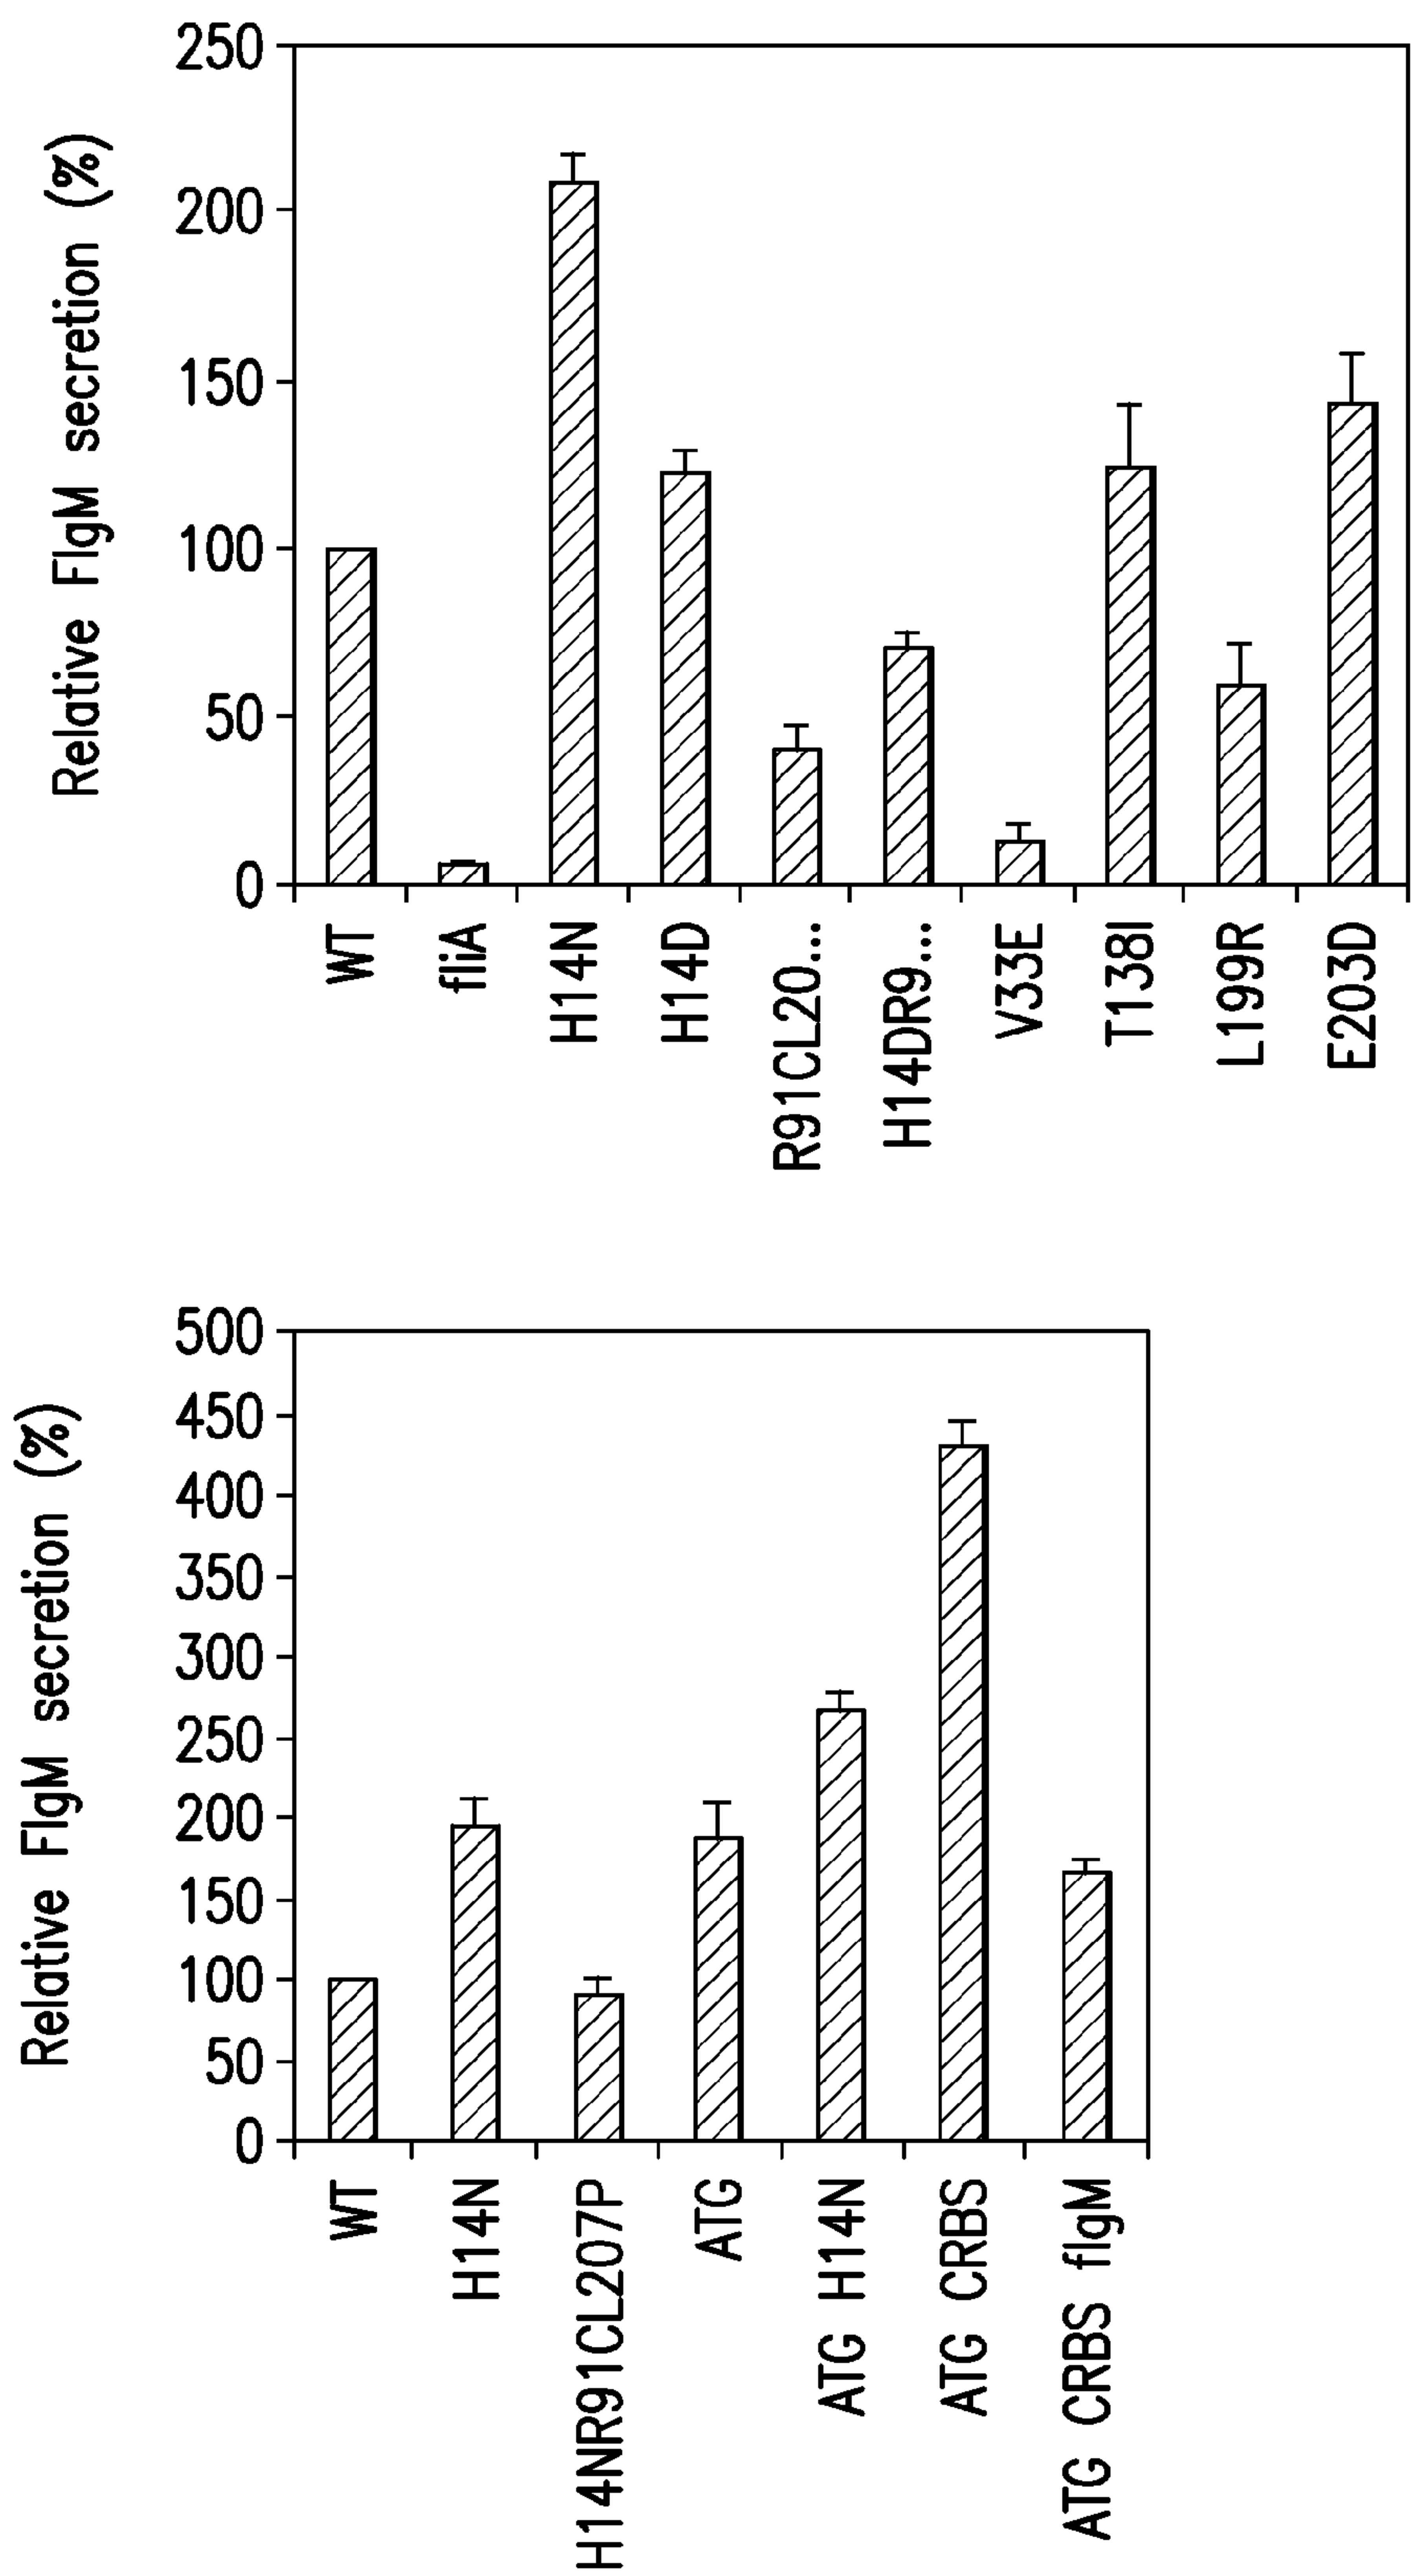 Relative FlgM secretion (%)
250
200
150
100
50
0
WT
fliA
H14N
H14D
R91CL20...
H14DR9...
V33E
T138I
L199R
E203D
Relative FlgM secretion (%)
500
450
400
350
300
250
200
150
100
50
0
WT
H14N
H14NR91CL207P
ATG
ATG H14N
ATG CRBS
ATG CRBS flgM